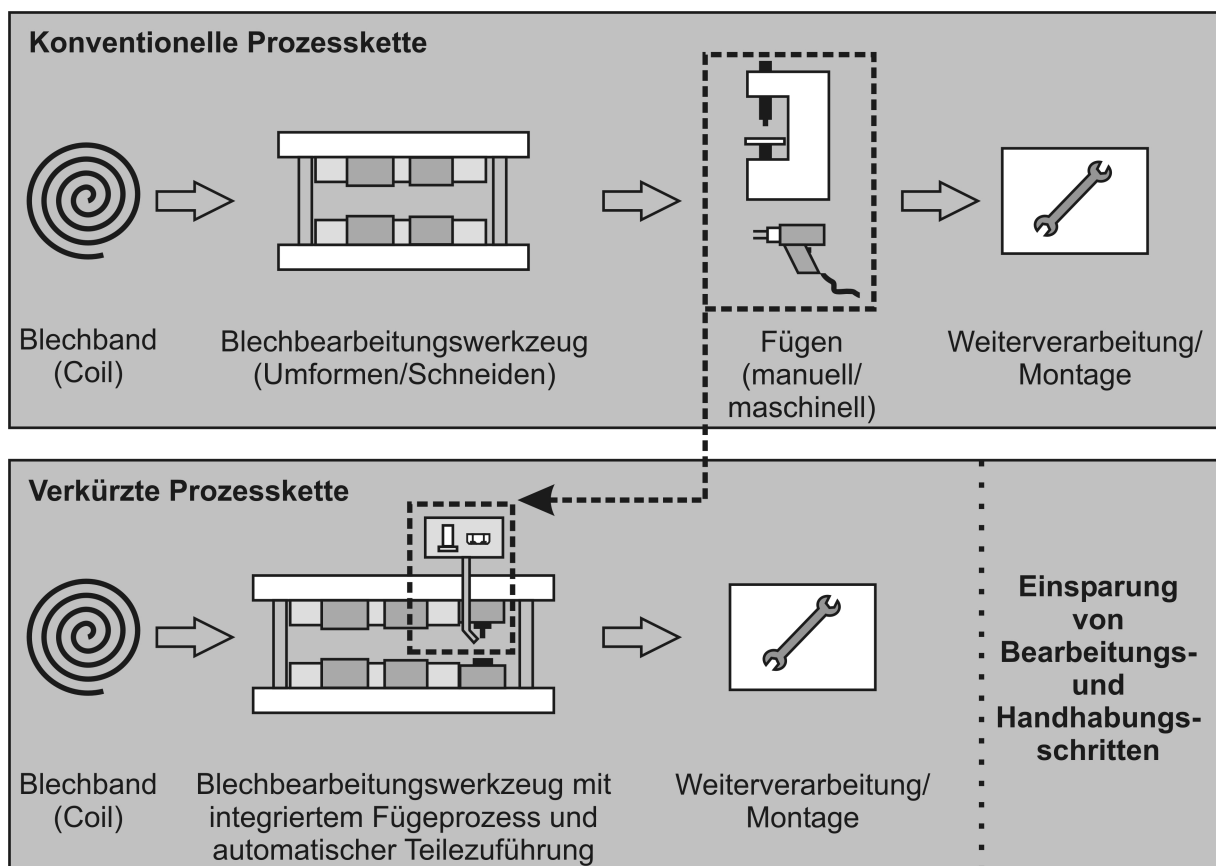 Konventionelle Prozesskette
Blechband
(Coil)
Blechbearbeitungswerkzeug
(Umformen/Schneiden)
Fügen
(manuell/
maschinell)
Weiterverarbeitung/
Montage
Verkürzte Prozesskette
Blechband
(Coil)
Blechbearbeitungswerkzeug mit
integriertem Fügeprozess und
automatischer Teilezuführung
Weiterverarbeitung/
Montage
Einsparung
von
Bearbeitungs-
und
Handhabungs-
schritten